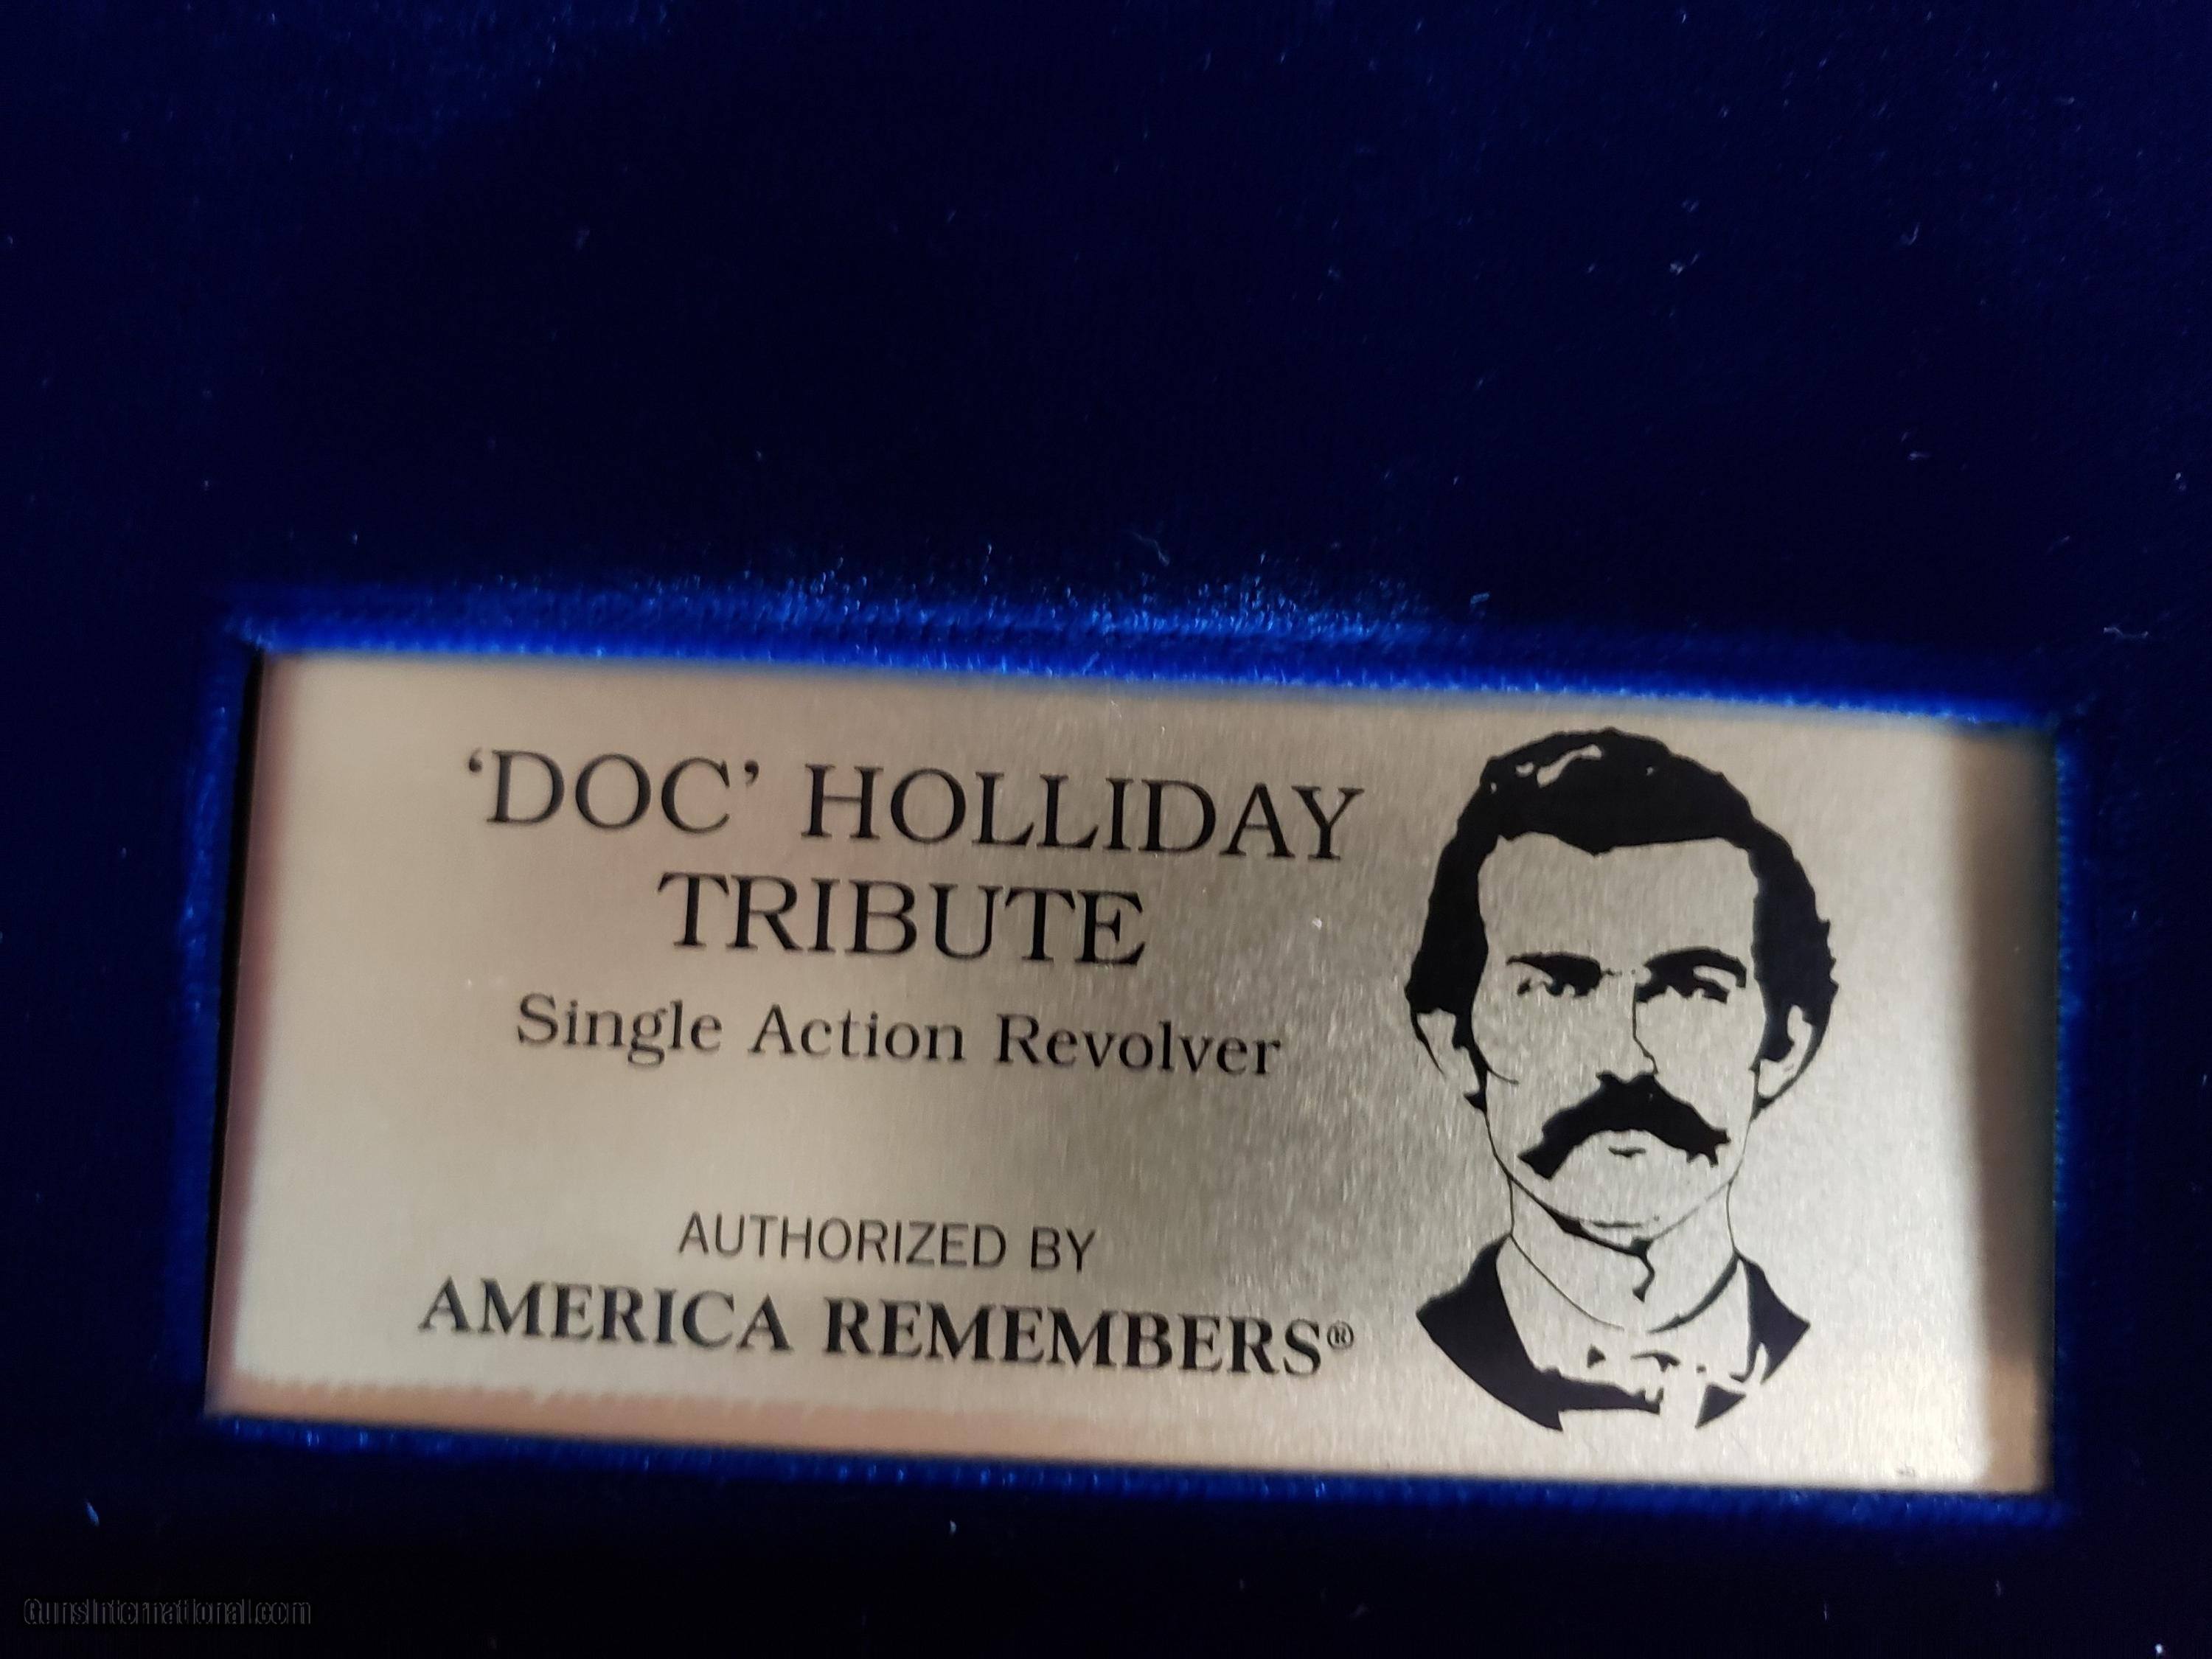 ‘DOC’ HOLLIDAY
TRIBUTE
Single Action Revolver
AUTHORIZED BY
AMERICA REMEMBERS®
GunsInternational.com